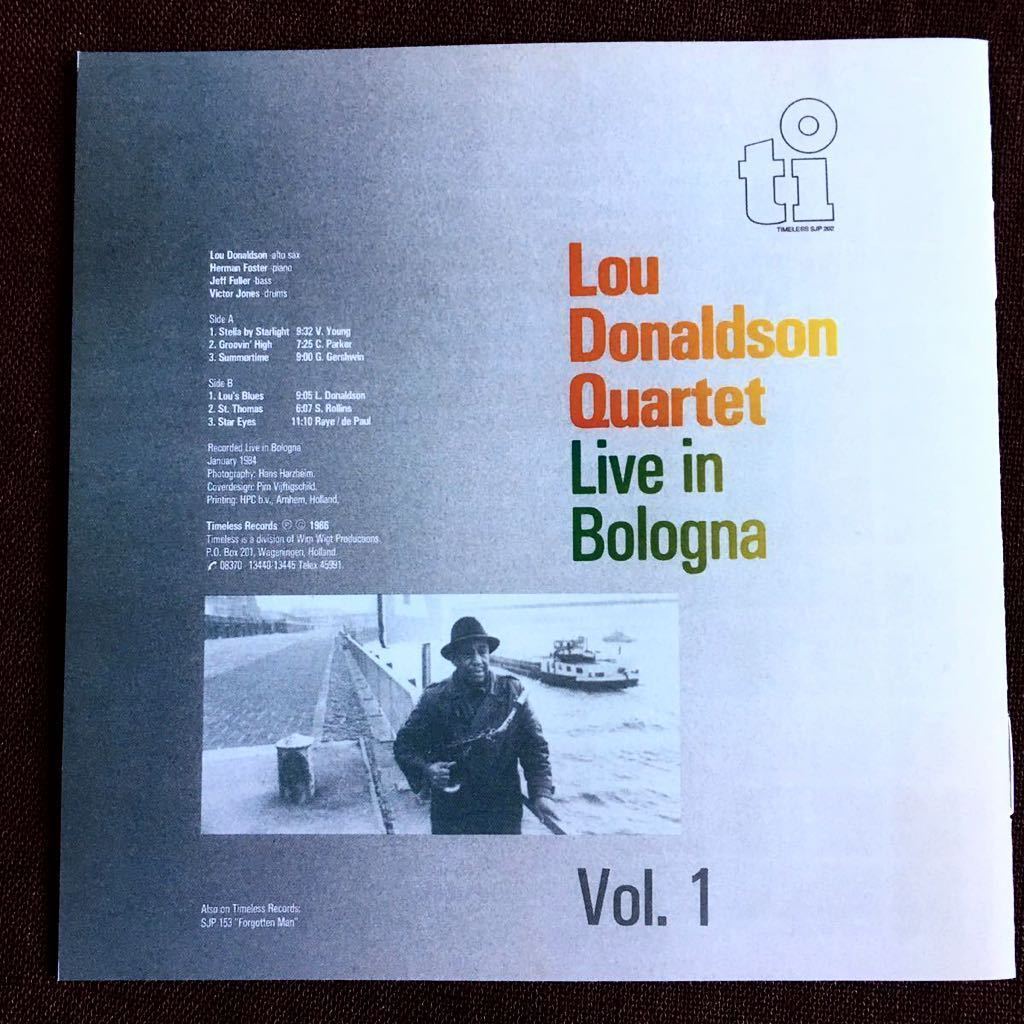 ti
TIMELESS SJP 202
Lou
Donaldson
Quartet
Live in
Bologna
Lou Donaldson alto sax
Herman Foster piano
Jeff Fuller bass
Victor Jones drums
Side A
1. Stella by Starlight 9:32 V. Young
2. Groovin' High 7:25 C. Parker
3. Summertime 9:00 G. Gershwin
Side B
1. Lou's Blues 9:05 L. Donaldson
2. St. Thomas 6:07 S. Rollins
3. Star Eyes 11:10 Raye / de Paul
Recorded Live in Bologna
January 1984
Photography: Hans Harzheim.
Coverdesign: Pim Vijftigschild.
Printing: HPC b.v., Arnhem, Holland.
Timeless Records ℗ © 1986
Timeless is a division of Wim Wigt Productions.
P.O. Box 201, Wageningen, Holland.
08370 - 13440/13445 Telex 45991.
Vol. 1
Also on Timeless Records:
SJP 153 "Forgotten Man"